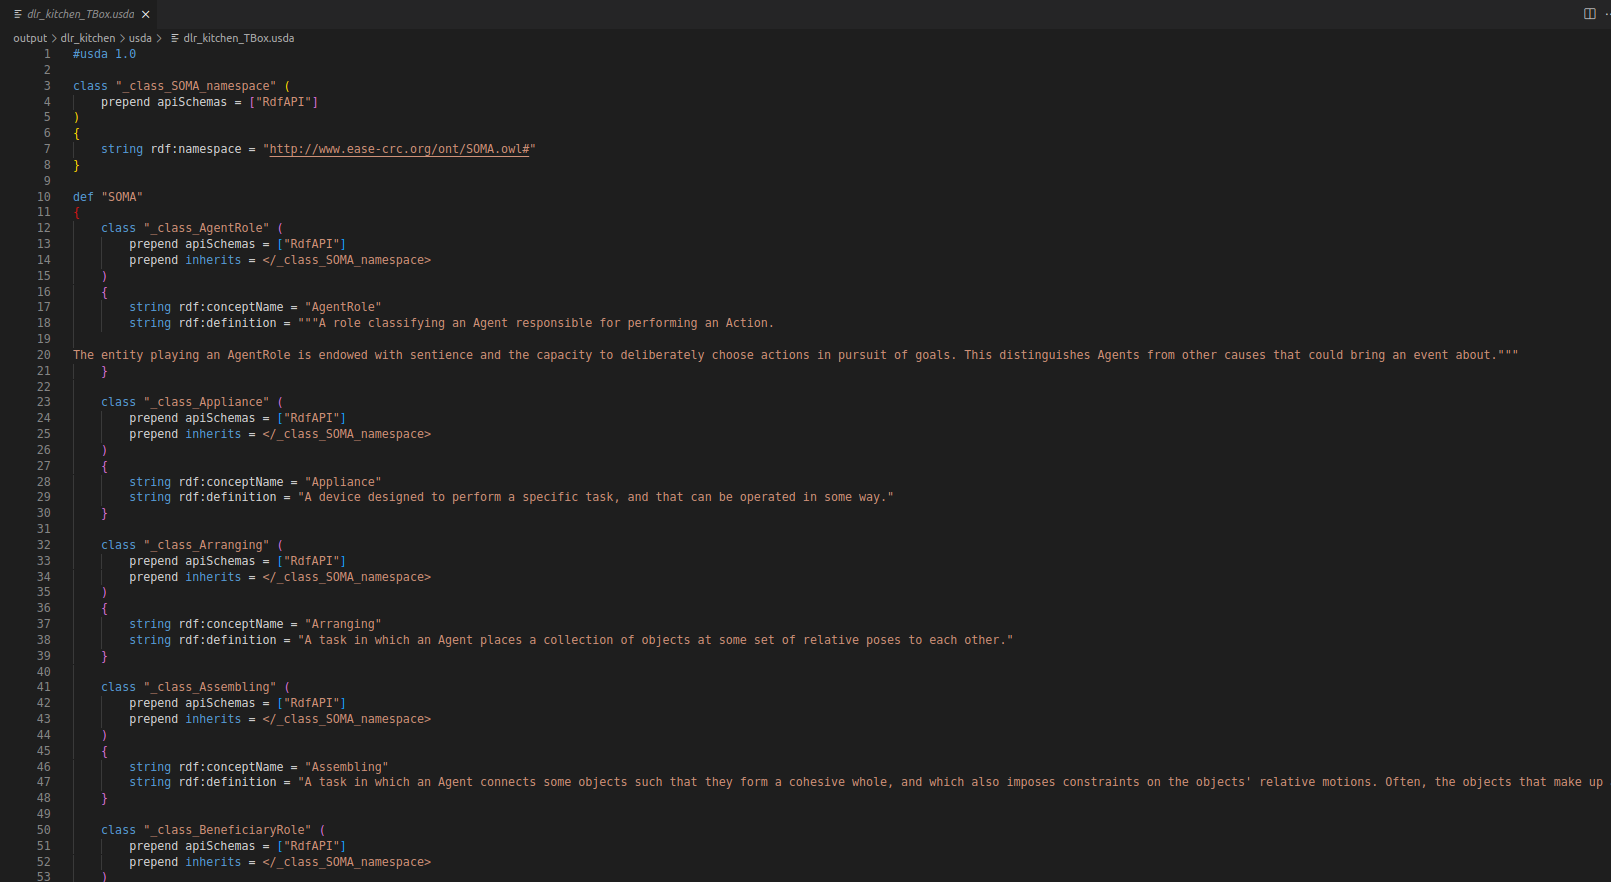 dlr_kitchen_TBox.usda ×
output > dlr_kitchen > usda > dlr_kitchen_TBox.usda
1 #usda 1.0
2
3 class "_class_SOMA_namespace" (
4     prepend apiSchemas = ["RdfAPI"]
5 )
6 {
7     string rdf:namespace = "http://www.ease-crc.org/ont/SOMA.owl#"
8 }
9
10 def "SOMA"
11 {
12     class "_class_AgentRole" (
13         prepend apiSchemas = ["RdfAPI"]
14         prepend inherits = </_class_SOMA_namespace>
15     )
16     {
17         string rdf:conceptName = "AgentRole"
18         string rdf:definition = """A role classifying an Agent responsible for performing an Action.
19
20 The entity playing an AgentRole is endowed with sentience and the capacity to deliberately choose actions in pursuit of goals. This distinguishes Agents from other causes that could bring an event about."""
21     }
22
23     class "_class_Appliance" (
24         prepend apiSchemas = ["RdfAPI"]
25         prepend inherits = </_class_SOMA_namespace>
26     )
27     {
28         string rdf:conceptName = "Appliance"
29         string rdf:definition = "A device designed to perform a specific task, and that can be operated in some way."
30     }
31
32     class "_class_Arranging" (
33         prepend apiSchemas = ["RdfAPI"]
34         prepend inherits = </_class_SOMA_namespace>
35     )
36     {
37         string rdf:conceptName = "Arranging"
38         string rdf:definition = "A task in which an Agent places a collection of objects at some set of relative poses to each other."
39     }
40
41     class "_class_Assembling" (
42         prepend apiSchemas = ["RdfAPI"]
43         prepend inherits = </_class_SOMA_namespace>
44     )
45     {
46         string rdf:conceptName = "Assembling"
47         string rdf:definition = "A task in which an Agent connects some objects such that they form a cohesive whole, and which also imposes constraints on the objects' relative motions. Often, the objects that make up
48     }
49
50     class "_class_BeneficiaryRole" (
51         prepend apiSchemas = ["RdfAPI"]
52         prepend inherits = </_class_SOMA_namespace>
53     )